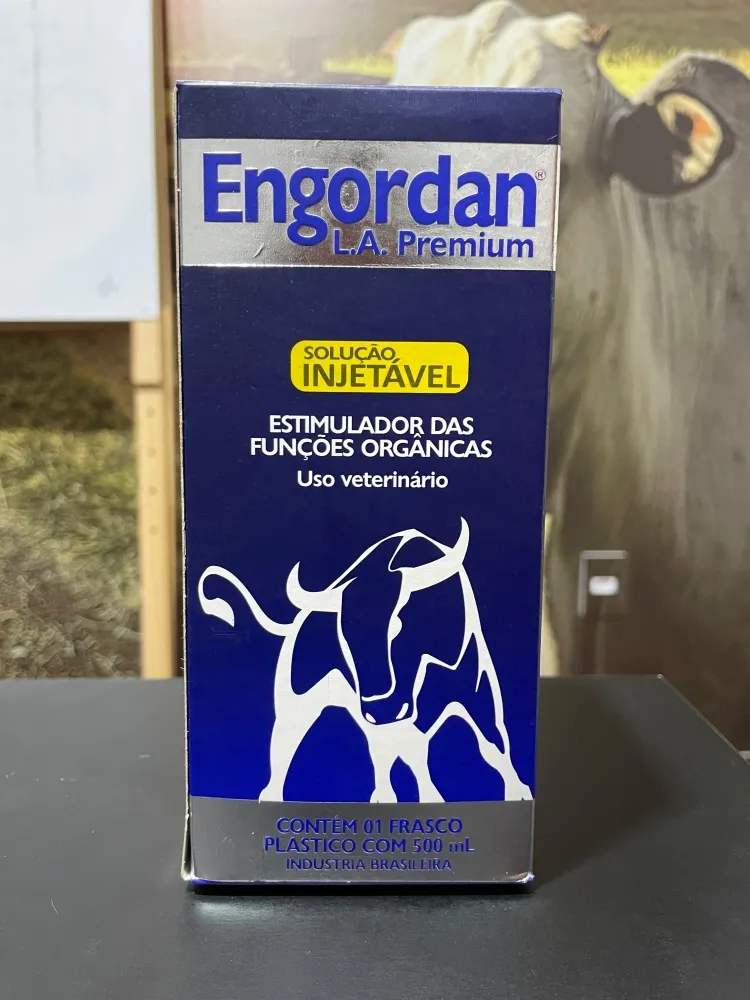 Engordan®
L.A. Premium
SOLUÇÃO
INJETÁVEL
ESTIMULADOR DAS
FUNÇÕES ORGÂNICAS
Uso veterinário
CONTÉM 01 FRASCO
PLÁSTICO COM 500 mL
INDÚSTRIA BRASILEIRA